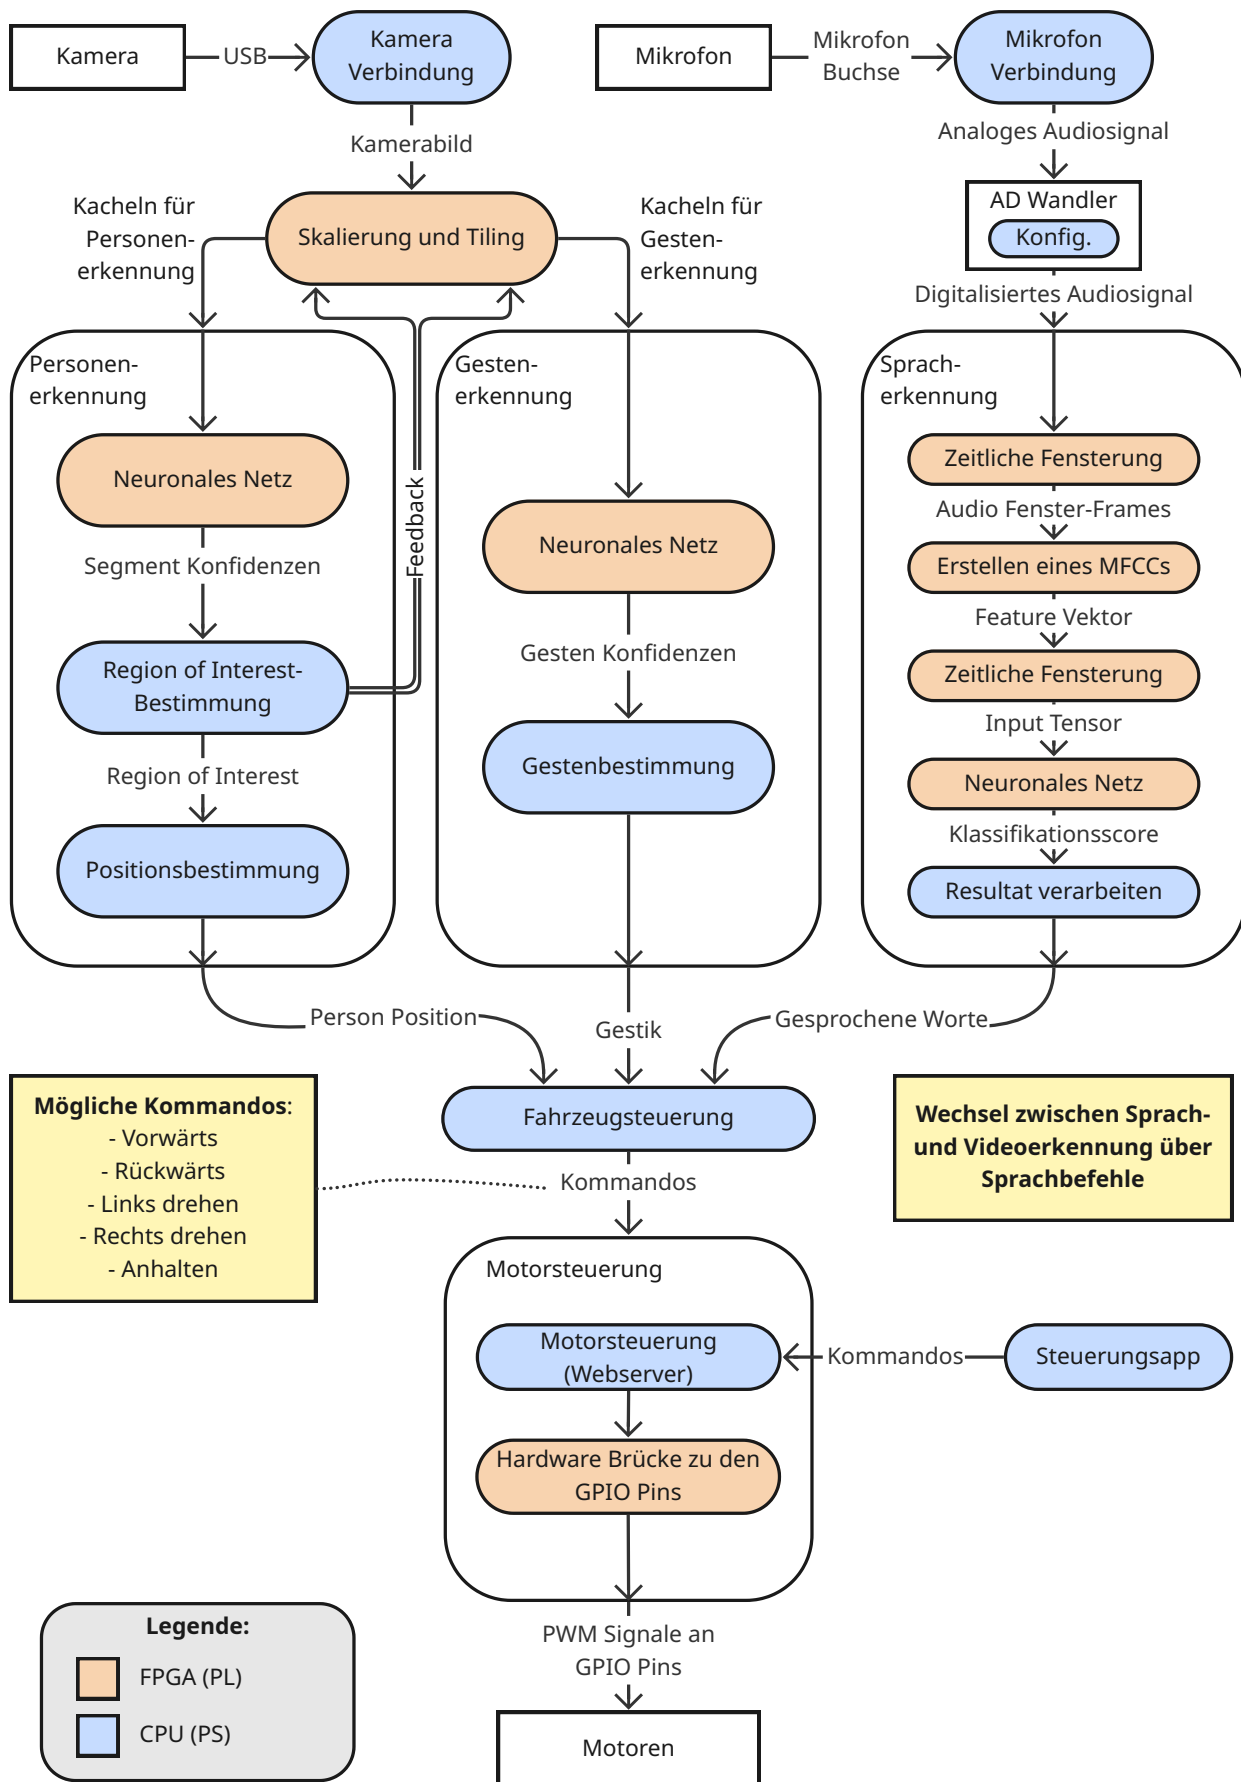 Kamera
USB
Kamera
Verbindung
Mikrofon
Mikrofon
Buchse
Mikrofon
Verbindung
Kamerabild
Analoges Audiosignal
Kacheln für
Personen-
erkennung
Skalierung und Tiling
Kacheln für
Gesten-
erkennung
AD Wandler
Konfig.
Digitalisiertes Audiosignal
Personen-
erkennung
Neuronales Netz
Segment Konfidenzen
Region of Interest-
Bestimmung
Region of Interest
Positionsbestimmung
Feedback
Gesten-
erkennung
Neuronales Netz
Gesten Konfidenzen
Gestenbestimmung
Sprach-
erkennung
Zeitliche Fensterung
Audio Fenster-Frames
Erstellen eines MFCCs
Feature Vektor
Zeitliche Fensterung
Input Tensor
Neuronales Netz
Klassifikationsscore
Resultat verarbeiten
Person Position
Gestik
Gesprochene Worte
Mögliche Kommandos:
- Vorwärts
- Rückwärts
- Links drehen
- Rechts drehen
- Anhalten
Fahrzeugsteuerung
Kommandos
Wechsel zwischen Sprach-
und Videoerkennung über
Sprachbefehle
Motorsteuerung
Motorsteuerung
(Webserver)
Kommandos
Steuerungsapp
Hardware Brücke zu den
GPIO Pins
PWM Signale an
GPIO Pins
Motoren
Legende:
FPGA (PL)
CPU (PS)